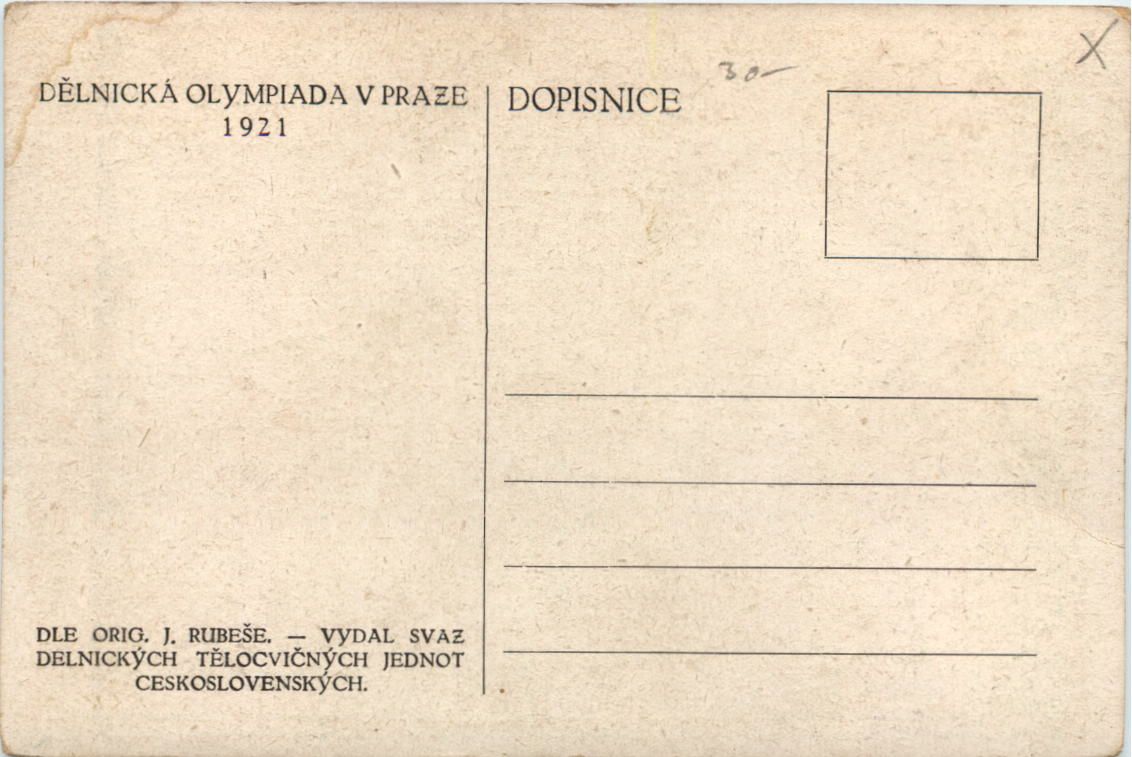 DĚLNICKÁ OLYMPIADA V PRAZE
1921
DOPISNICE
30-
X
DLE ORIG. J. RUBEŠE. — VYDAL SVAZ
DELNICKÝCH TĚLOCVIČNÝCH JEDNOT
CESKOSLOVENSKÝCH.